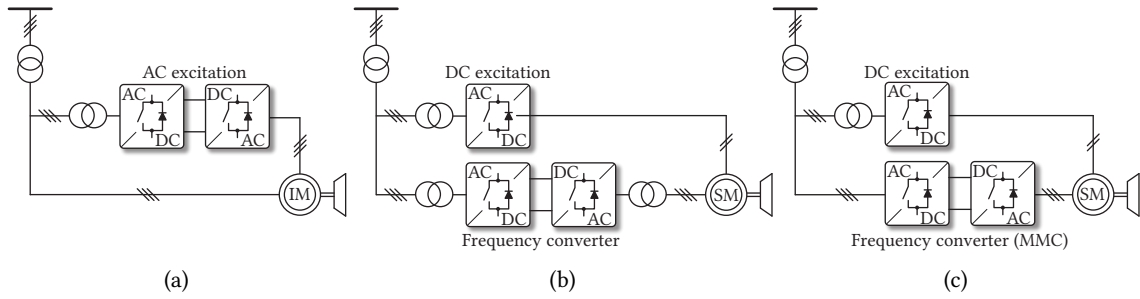 AC excitation
AC
DC
DC
AC
IM
(a)
DC excitation
AC
DC
AC
DC
DC
AC
SM
Frequency converter
(b)
DC excitation
AC
DC
AC
DC
DC
AC
SM
Frequency converter (MMC)
(c)